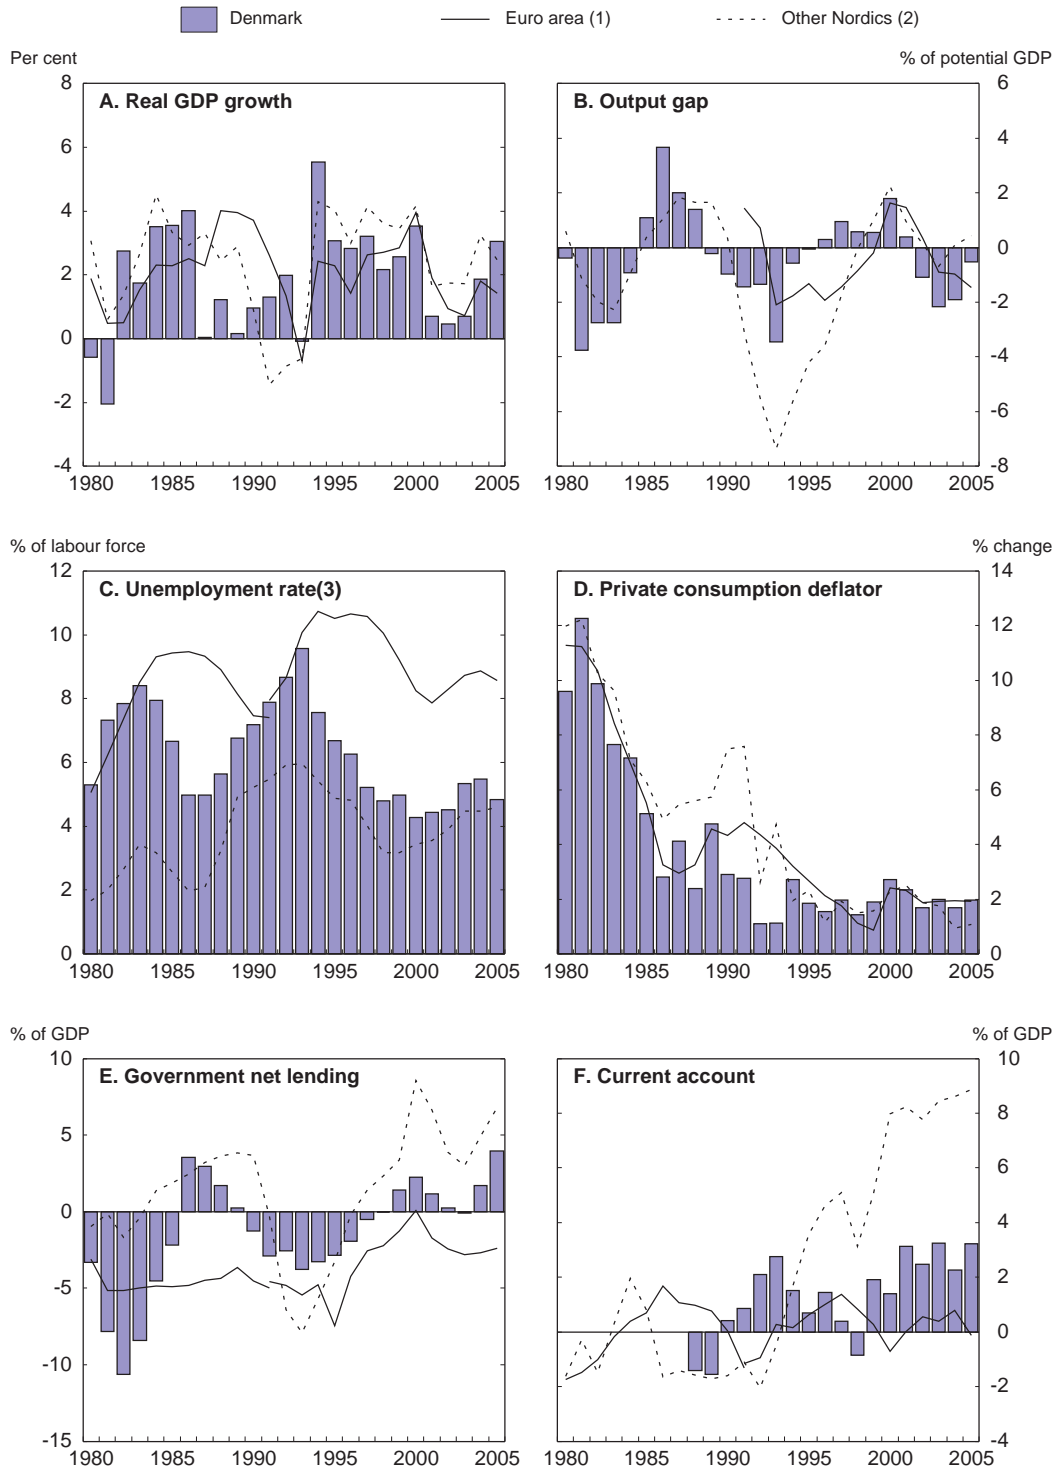 Denmark Euro area (1) Other Nordics (2)
Per cent % of potential GDP
A. Real GDP growth B. Output gap
8 6
6 4
4 2
2 0
0 -2
-2 -4
-4 -6
-8
1980 1985 1990 1995 2000 2005 1980 1985 1990 1995 2000 2005
% of labour force % change
C. Unemployment rate(3) D. Private consumption deflator
12 14
10 12
8 10
6 8
4 6
2 4
0 2
0
1980 1985 1990 1995 2000 2005 1980 1985 1990 1995 2000 2005
% of GDP % of GDP
E. Government net lending F. Current account
10 10
5 8
0 6
-5 4
-10 2
-15 0
-2
-4
1980 1985 1990 1995 2000 2005 1980 1985 1990 1995 2000 2005